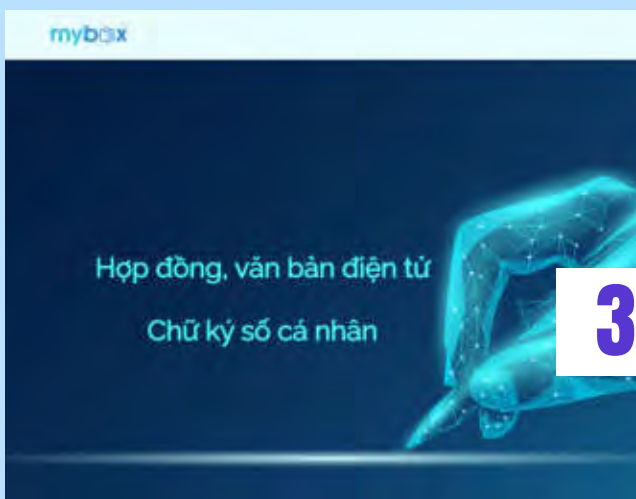 mybox
Hợp đồng, văn bản điện tử
Chữ ký số cá nhân
3